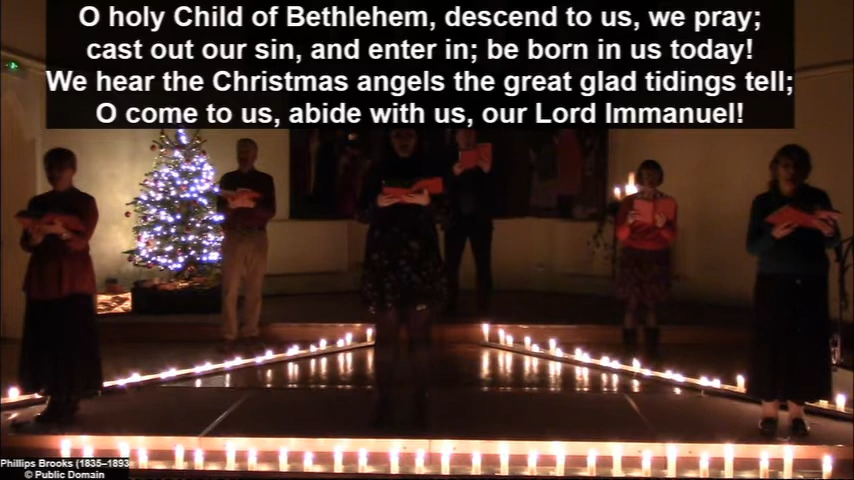 O holy Child of Bethlehem, descend to us, we pray;
cast out our sin, and enter in; be born in us today!
We hear the Christmas angels the great glad tidings tell;
O come to us, abide with us, our Lord Immanuel!
Phillips Brooks (1835–1893
© Public Domain